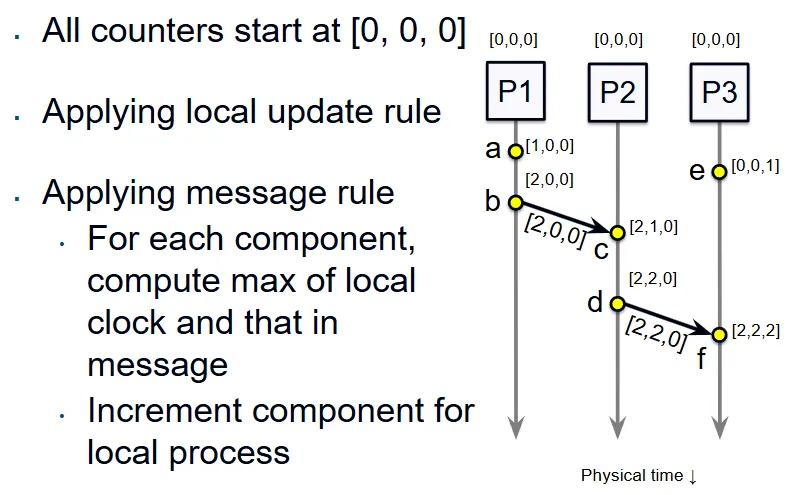 · All counters start at [0, 0, 0]
· Applying local update rule
· Applying message rule
· For each component,
compute max of local
clock and that in
message
· Increment component for
local process
[0,0,0] [0,0,0] [0,0,0]
P1 P2 P3
a [1,0,0]
e [0,0,1]
[2,0,0]
b
[2,0,0]
c [2,1,0]
[2,2,0]
d
[2,2,0]
f [2,2,2]
Physical time ↓